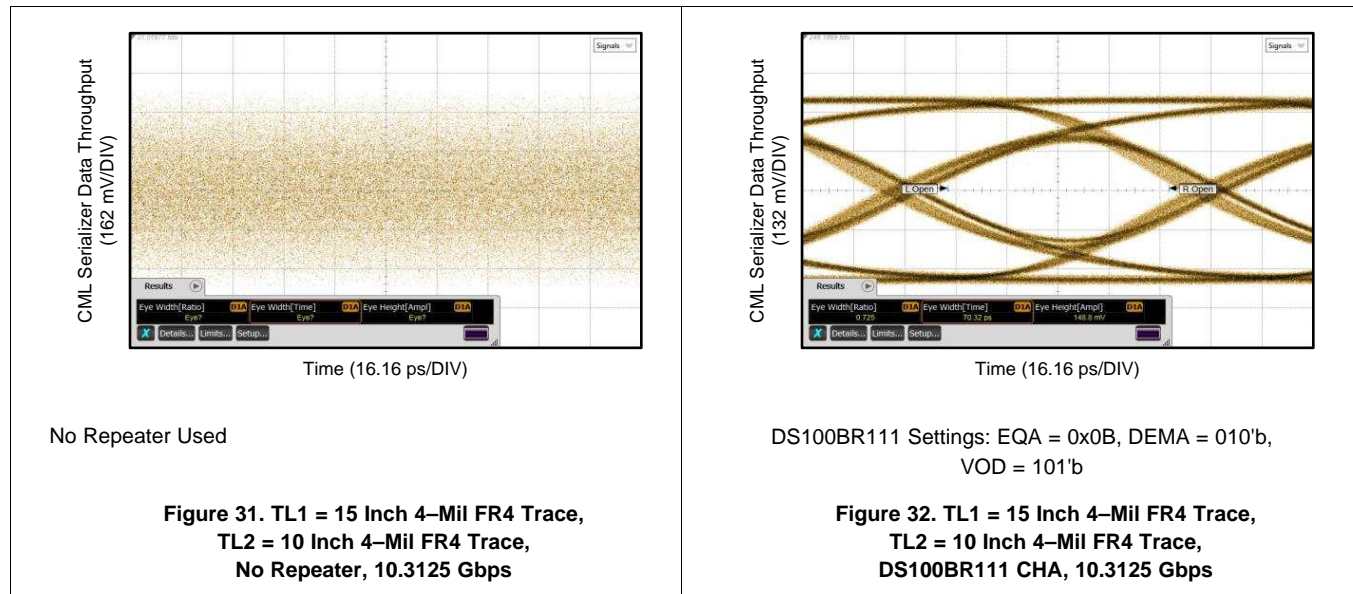 Signals
CML Serializer Data Throughput
(162 mV/DIV)
Results
Eye Width[Ratio] DIA Eye Width[Time] DIA Eye Height[Ampl] DIA
Eye? Eye? Eye?
X Details... Limits... Setup...
Time (16.16 ps/DIV)
No Repeater Used
Figure 31. TL1 = 15 Inch 4–Mil FR4 Trace,
TL2 = 10 Inch 4–Mil FR4 Trace,
No Repeater, 10.3125 Gbps
Signals
CML Serializer Data Throughput
(132 mV/DIV)
L Open R Open
Results
Eye Width[Ratio] DIA Eye Width[Time] DIA Eye Height[Ampl] DIA
0.725 70.32 ps 148.8 mV
X Details... Limits... Setup...
Time (16.16 ps/DIV)
DS100BR111 Settings: EQA = 0x0B, DEMA = 010'b,
VOD = 101'b
Figure 32. TL1 = 15 Inch 4–Mil FR4 Trace,
TL2 = 10 Inch 4–Mil FR4 Trace,
DS100BR111 CHA, 10.3125 Gbps